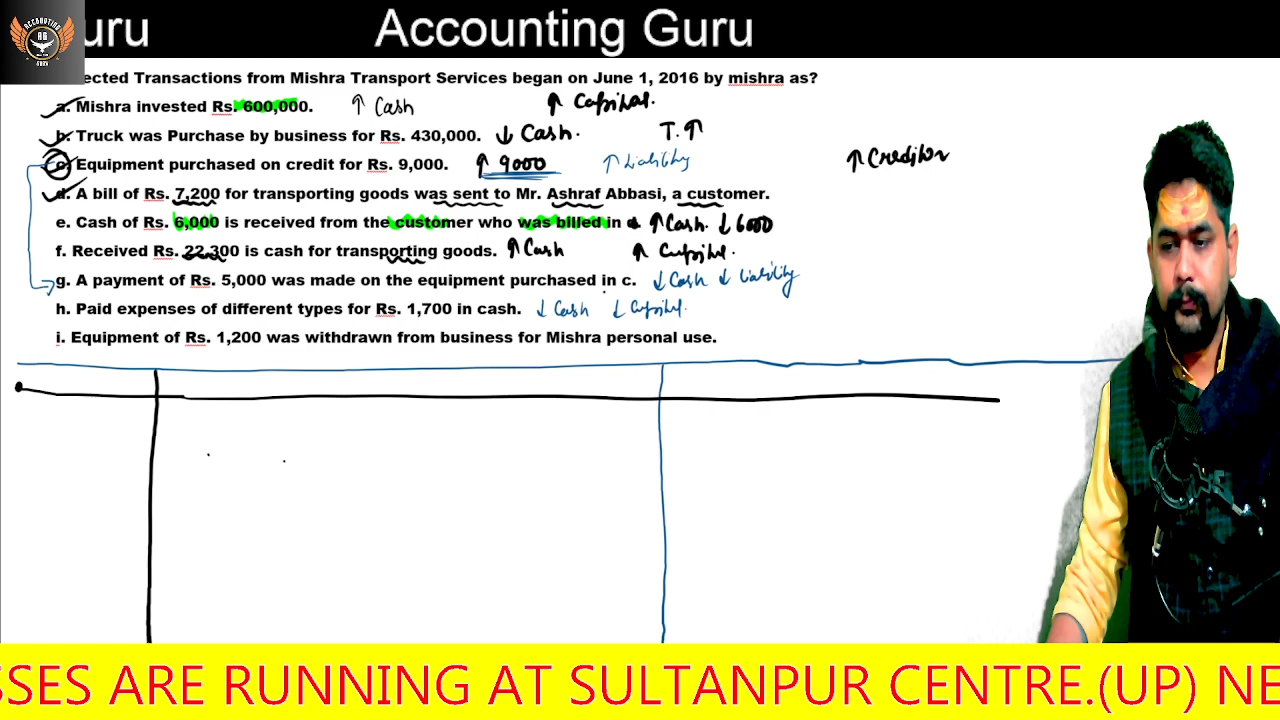 uru Accounting Guru
ACCOUNTING
AG
GURU
ected Transactions from Mishra Transport Services began on June 1, 2016 by mishra as?
a. Mishra invested Rs. 600,000. ↑ Cash ↑ Capital.
b. Truck was Purchase by business for Rs. 430,000. ↓ Cash. T.↑
c. Equipment purchased on credit for Rs. 9,000. ↑ 9000 ↑ Liability ↑ Creditor
d. A bill of Rs. 7,200 for transporting goods was sent to Mr. Ashraf Abbasi, a customer.
e. Cash of Rs. 6,000 is received from the customer who was billed in d ↑ Cash. ↓ 6000
f. Received Rs. 22,300 is cash for transporting goods. ↑ Cash ↑ Capital.
g. A payment of Rs. 5,000 was made on the equipment purchased in c. ↓ Cash ↓ Liability
h. Paid expenses of different types for Rs. 1,700 in cash. ↓ Cash ↓ Capital.
i. Equipment of Rs. 1,200 was withdrawn from business for Mishra personal use.
SSES ARE RUNNING AT SULTANPUR CENTRE.(UP) NE